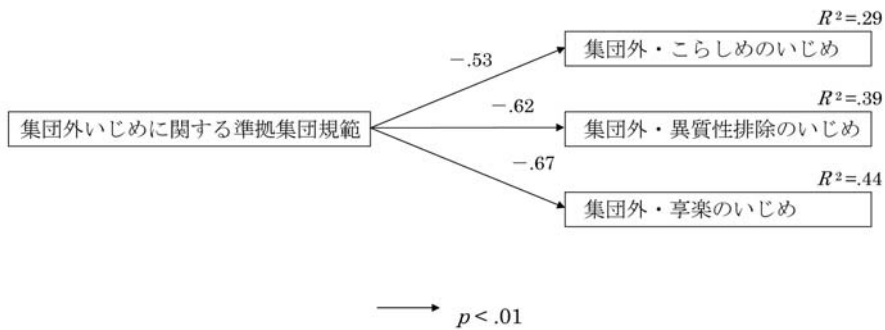 R²=.29
集団外・こらしめのいじめ
−.53
R²=.39
集団外いじめに関する準拠集団規範
−.62
集団外・異質性排除のいじめ
R²=.44
−.67
集団外・享楽のいじめ
p< .01